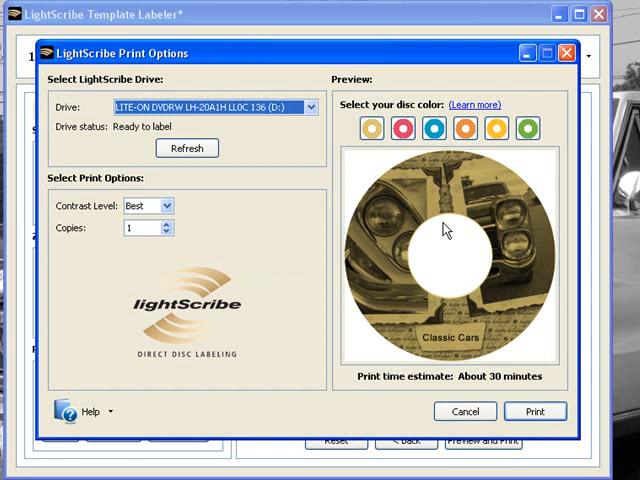 LightScribe Template Labeler*
LightScribe Print Options
Select LightScribe Drive:
Drive: LITE-ON DVDRW LH-20A1H LL0C 136 (D:)
Drive status: Ready to label
Refresh
Select Print Options:
Contrast Level: Best
Copies: 1
lightScribe
DIRECT DISC LABELING
Preview:
Select your disc color: (Learn more)
Classic Cars
Print time estimate: About 30 minutes
Help
Cancel
Print
Reset
< Back
Preview and Print